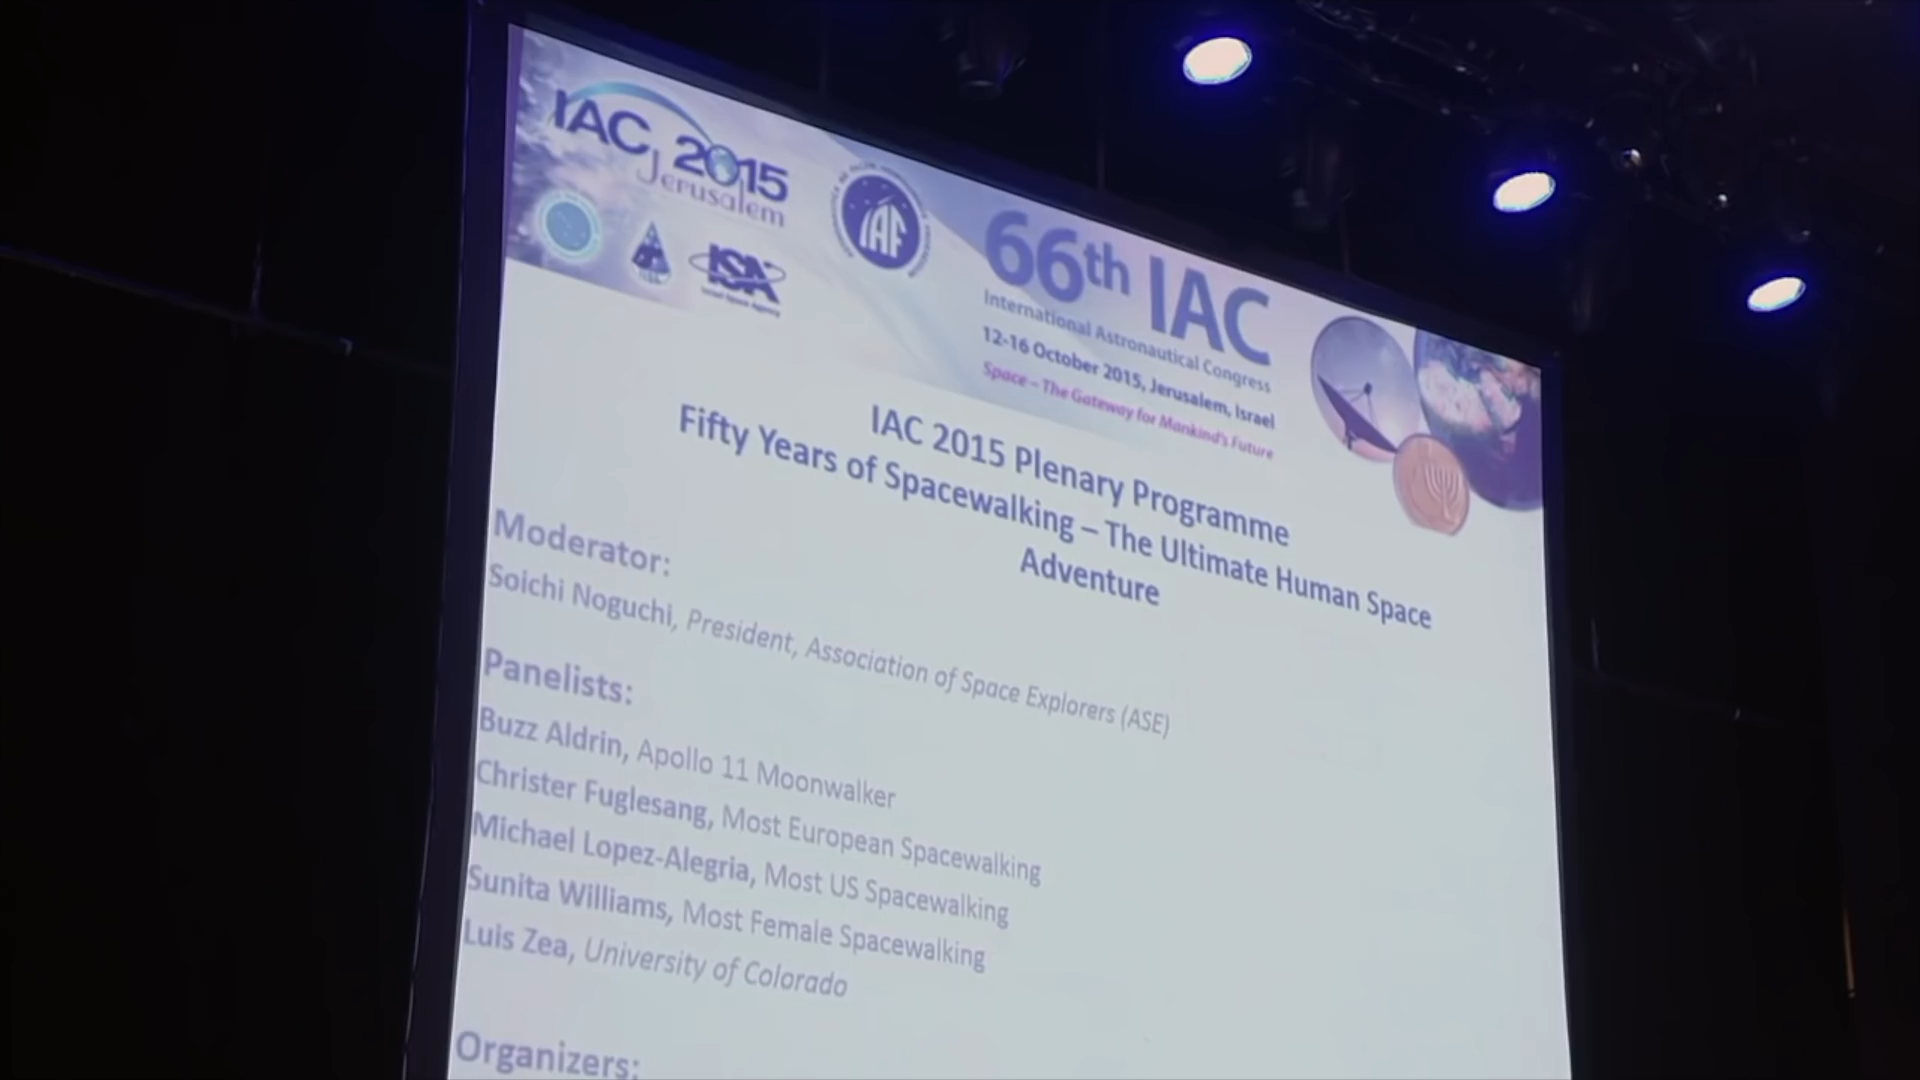 IAC 2015
Jerusalem
IAF
ISA
Israel Space Agency
66th IAC
International Astronautical Congress
12-16 October 2015, Jerusalem, Israel
Space – The Gateway for Mankind's Future
IAC 2015 Plenary Programme
Fifty Years of Spacewalking – The Ultimate Human Space
Adventure
Moderator:
Soichi Noguchi, President, Association of Space Explorers (ASE)
Panelists:
Buzz Aldrin, Apollo 11 Moonwalker
Christer Fuglesang, Most European Spacewalking
Michael Lopez-Alegria, Most US Spacewalking
Sunita Williams, Most Female Spacewalking
Luis Zea, University of Colorado
Organizers: